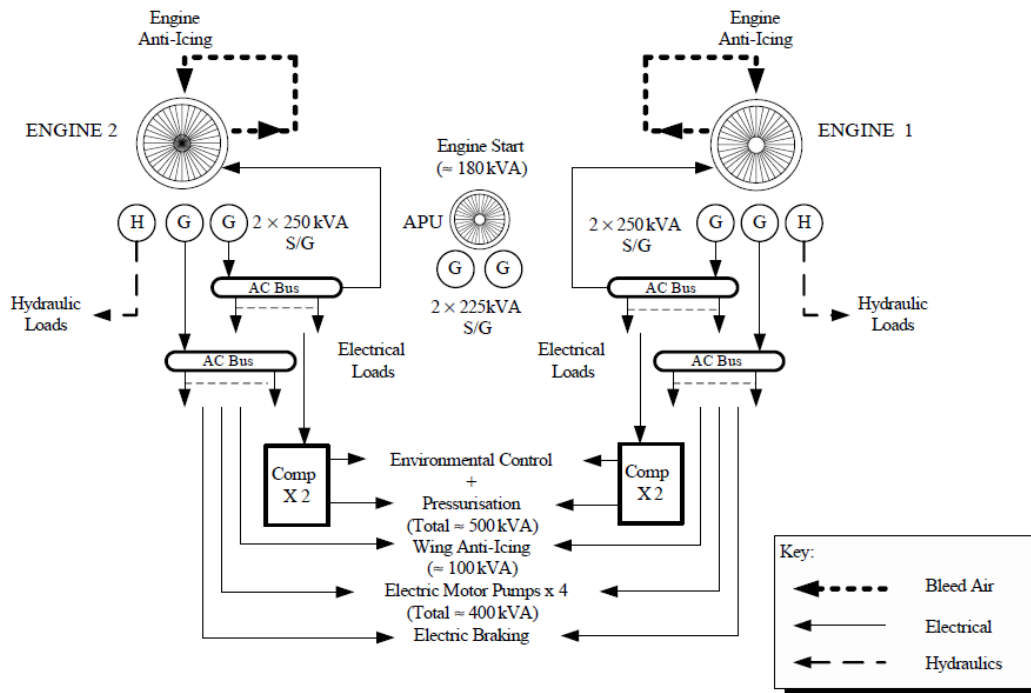 Engine
Anti-Icing
Engine
Anti-Icing
ENGINE 2
ENGINE 1
Engine Start
(≈ 180 kVA)
APU
H
G
G
2 × 250 kVA
S/G
G
G
2 × 225kVA
S/G
2 × 250 kVA
S/G
G
G
H
AC Bus
AC Bus
Hydraulic
Loads
Hydraulic
Loads
Electrical
Loads
Electrical
Loads
AC Bus
AC Bus
Comp
X 2
Comp
X 2
Environmental Control
+
Pressurisation
(Total ≈ 500 kVA)
Wing Anti-Icing
(≈ 100 kVA)
Electric Motor Pumps x 4
(Total ≈ 400 kVA)
Electric Braking
Key:
Bleed Air
Electrical
Hydraulics